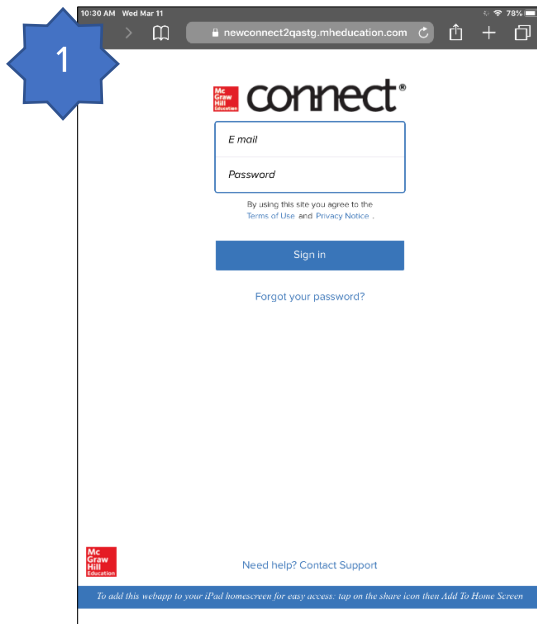 10:30 AM Wed Mar 11 78%
newconnect2qastg.mheducation.com
1
Mc
Graw
Hill
Education
connect®
E mail
Password
By using this site you agree to the
Terms of Use and Privacy Notice .
Sign in
Forgot your password?
Mc
Graw
Hill
Education
Need help? Contact Support
To add this webapp to your iPad homescreen for easy access: tap on the share icon then Add To Home Screen